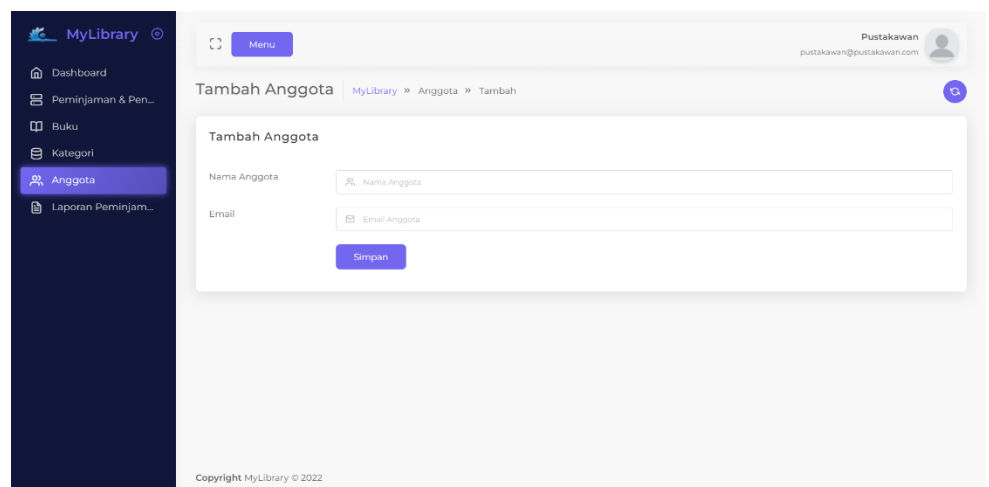 MyLibrary
Dashboard
Peminjaman & Pen...
Buku
Kategori
Anggota
Laporan Peminjam...
Menu
Pustakawan
pustakawan@pustakawan.com
Tambah Anggota
MyLibrary » Anggota » Tambah
Tambah Anggota
Nama Anggota
Nama Anggota
Email
Email Anggota
Simpan
Copyright MyLibrary © 2022